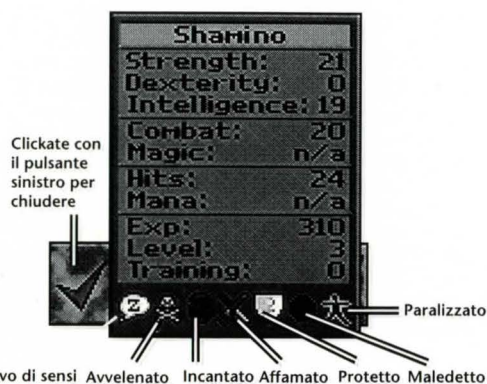 Shamino
Strength: 21
Dexterity: 0
Intelligence: 19
Combat: 20
Magic: n/a
Hits: 24
Mana: n/a
Exp: 310
Level: 3
Training: 0
Clickate con
il pulsante
sinistro per
chiudere
Z
Paralizzato
vo di sensi Avvelenato Incantato Affamato Protetto Maledetto